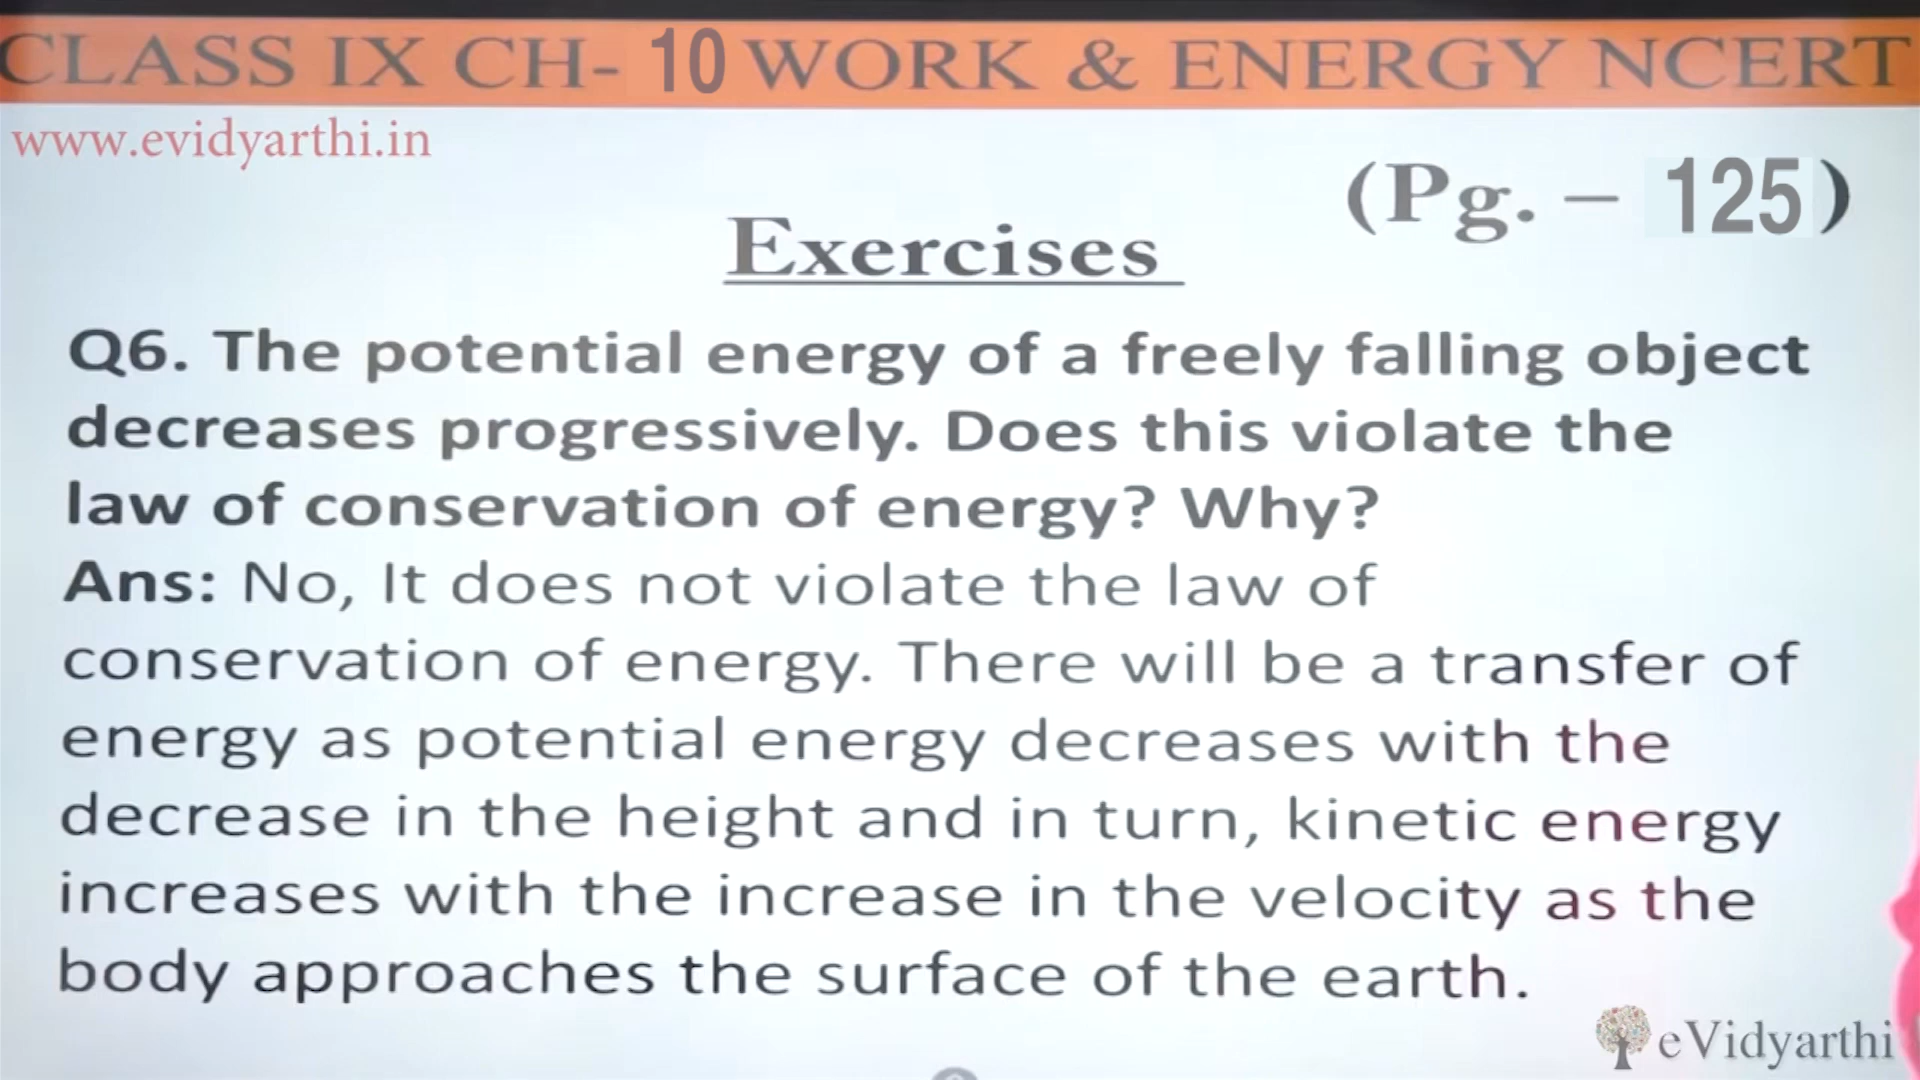 CLASS IX CH- 10 WORK & ENERGY NCERT
www.evidyarthi.in
(Pg. – 125)
Exercises
Q6. The potential energy of a freely falling object
decreases progressively. Does this violate the
law of conservation of energy? Why?
Ans: No, It does not violate the law of
conservation of energy. There will be a transfer of
energy as potential energy decreases with the
decrease in the height and in turn, kinetic energy
increases with the increase in the velocity as the
body approaches the surface of the earth.
eVidyarthi